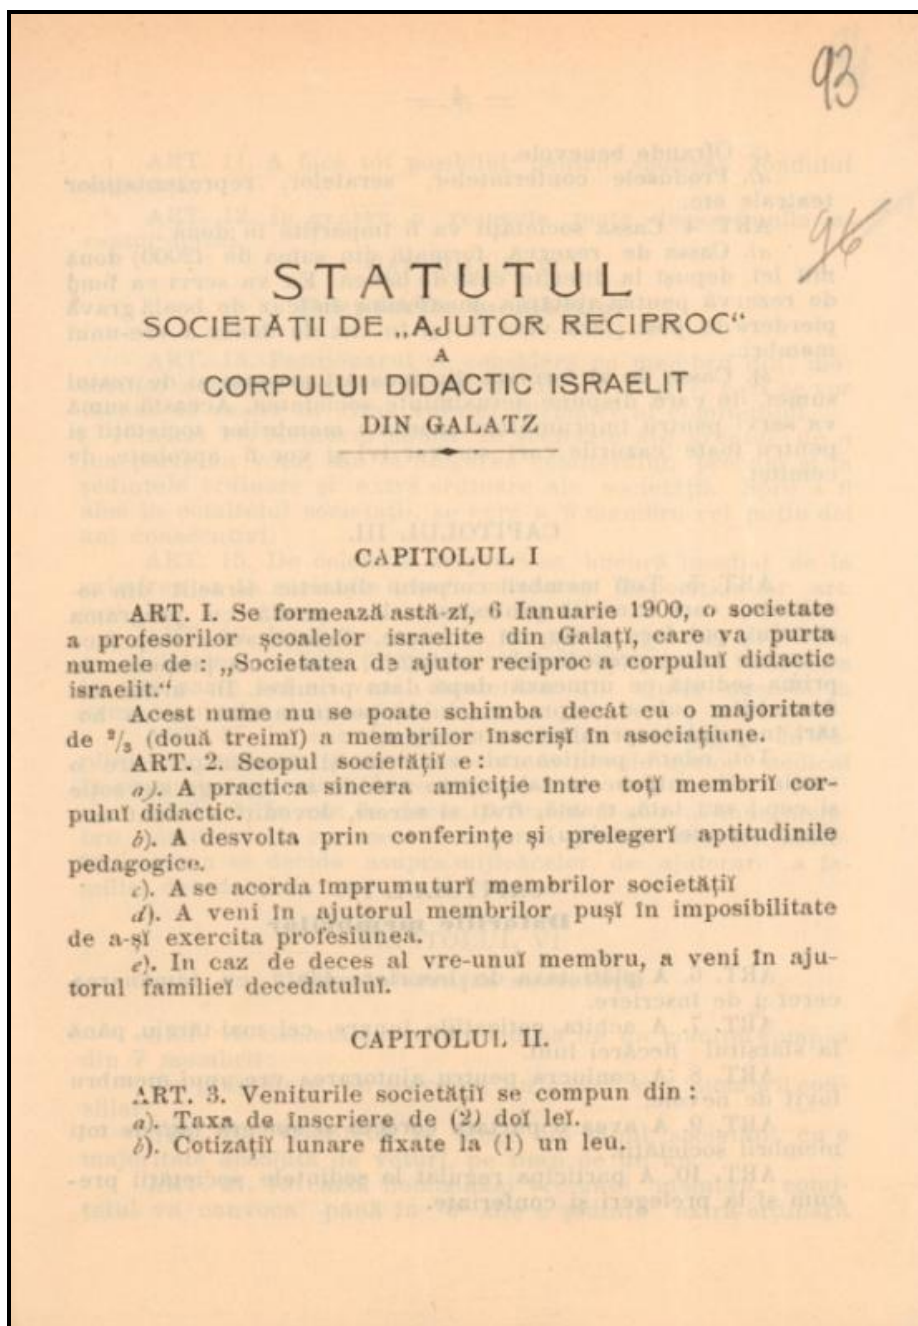 93
96
STATUTUL
SOCIETĂȚII DE „AJUTOR RECIPROC“
A
CORPULUI DIDACTIC ISRAELIT
DIN GALATZ
CAPITOLUL I
ART. I. Se formează astă-zĭ, 6 Ianuarie 1900, o societate
a profesorilor școalelor israelite din Galațĭ, care va purta
numele de : „Societatea de ajutor reciproc a corpuluĭ didactic
israelit.“
Acest nume nu se poate schimba decât cu o majoritate
de 2/3 (două treimĭ) a membrilor înscrișĭ în asociațiune.
ART. 2. Scopul societățiĭ e :
a). A practica sincera amiciție între toțĭ membriĭ cor-
puluĭ didactic.
b). A desvolta prin conferințe și prelegerĭ aptitudinile
pedagogice.
c). A se acorda împrumuturĭ membrilor societățiĭ
d). A veni în ajutorul membrilor pușĭ în imposibilitate
de a-șĭ exercita profesiunea.
e). In caz de deces al vre-unuĭ membru, a veni în aju-
torul familieĭ decedatuluĭ.
CAPITOLUL II.
ART. 3. Veniturile societățiĭ se compun din :
a). Taxa de înscriere de (2) doĭ leĭ.
b). Cotizațiĭ lunare fixate la (1) un leu.